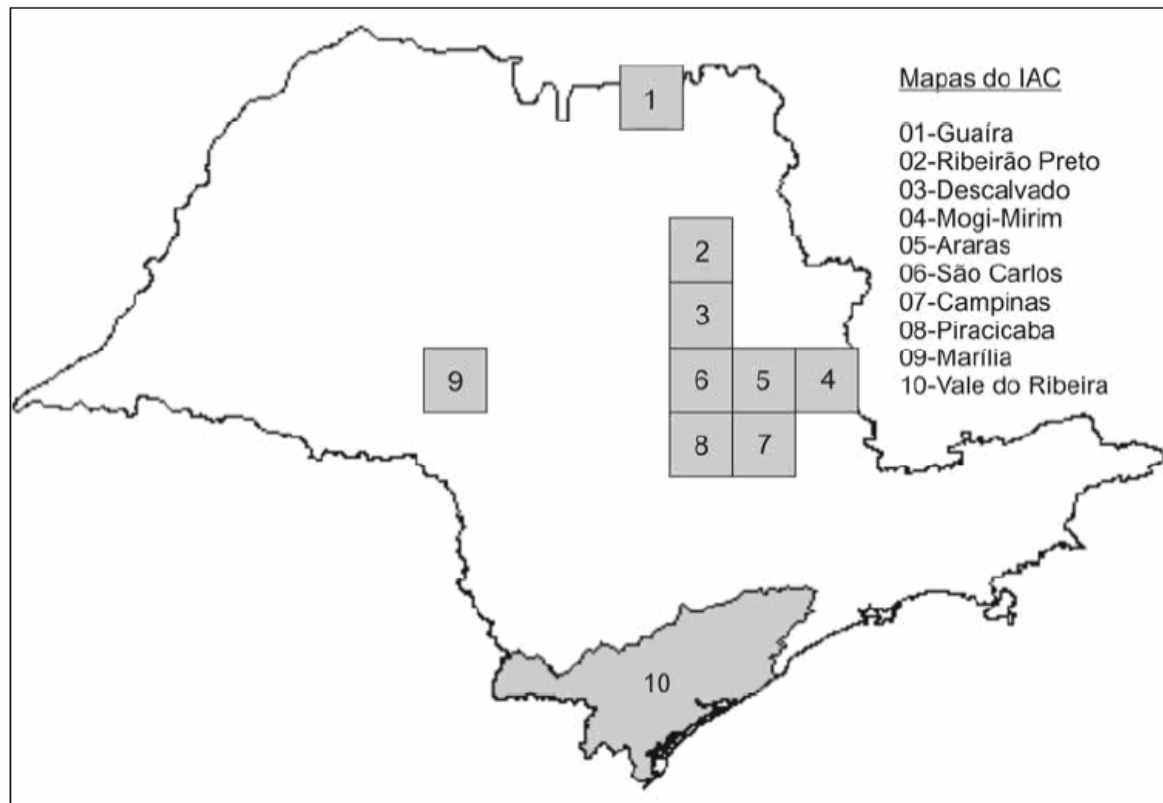 Mapas do IAC
01-Guaíra
02-Ribeirão Preto
03-Descalvado
04-Mogi-Mirim
05-Araras
06-São Carlos
07-Campinas
08-Piracicaba
09-Marília
10-Vale do Ribeira
1
2
3
6
5
4
9
8
7
10